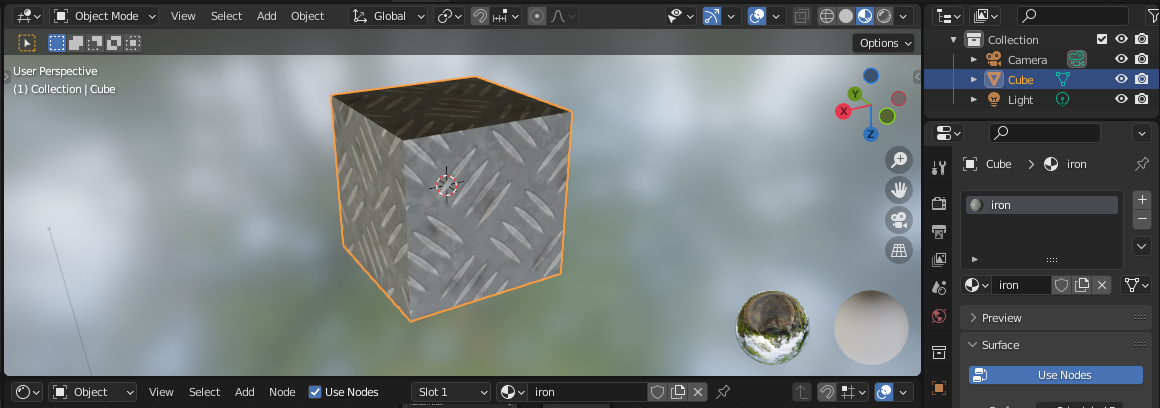 Object Mode View Select Add Object Global
Options
User Perspective
(1) Collection | Cube
Y
X
Z
Object View Select Add Node Use Nodes Slot 1 iron
Collection
Camera
Cube
Light
Cube iron
iron
iron
Preview
Surface
Use Nodes